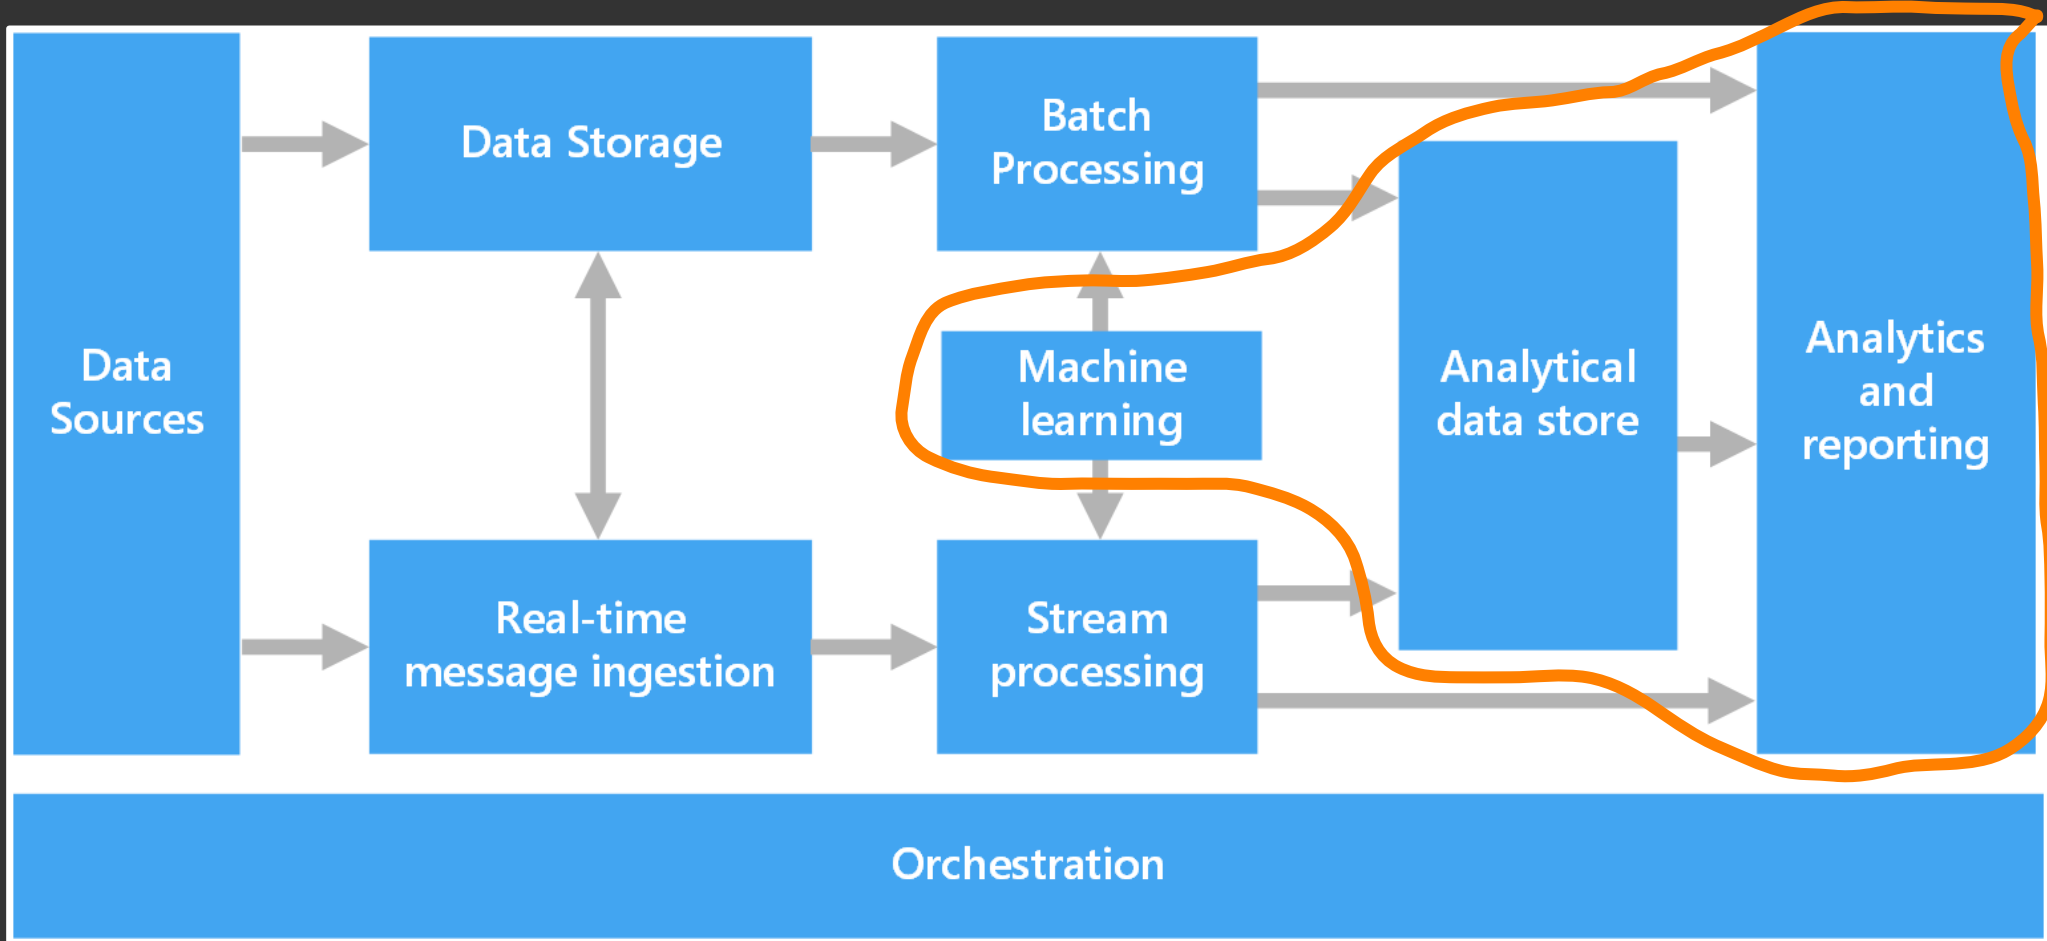 Data
Sources
Data Storage
Batch
Processing
Machine
learning
Real-time
message ingestion
Stream
processing
Analytical
data store
Analytics
and
reporting
Orchestration